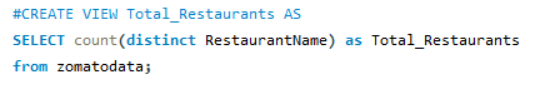 #CREATE VIEW Total_Restaurants AS
SELECT count(distinct RestaurantName) as Total_Restaurants
from zomatodata;